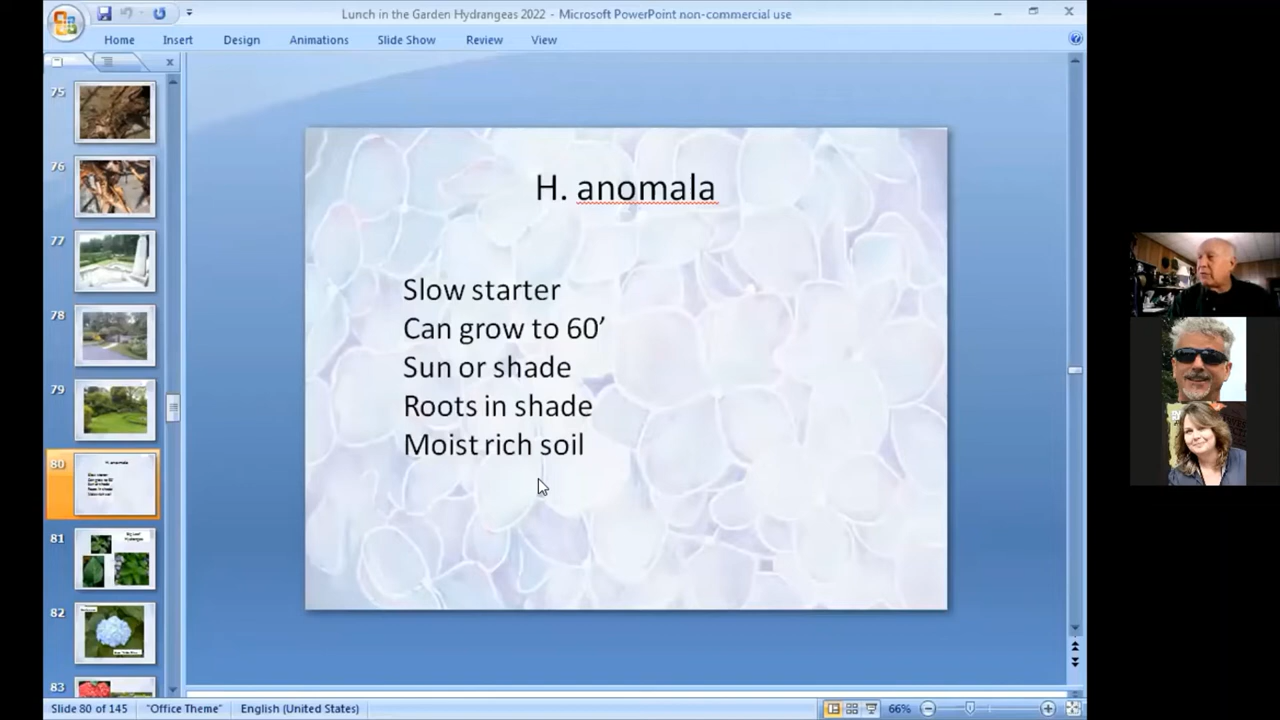 Lunch in the Garden Hydrangeas 2022 - Microsoft PowerPoint non-commercial use
Home Insert Design Animations Slide Show Review View
75
76
77
78
79
80
81
82
83
H. anomala
H. anomala
Slow starter
Can grow to 60’
Sun or shade
Roots in shade
Moist rich soil
Slide 80 of 145 "Office Theme" English (United States) 66%